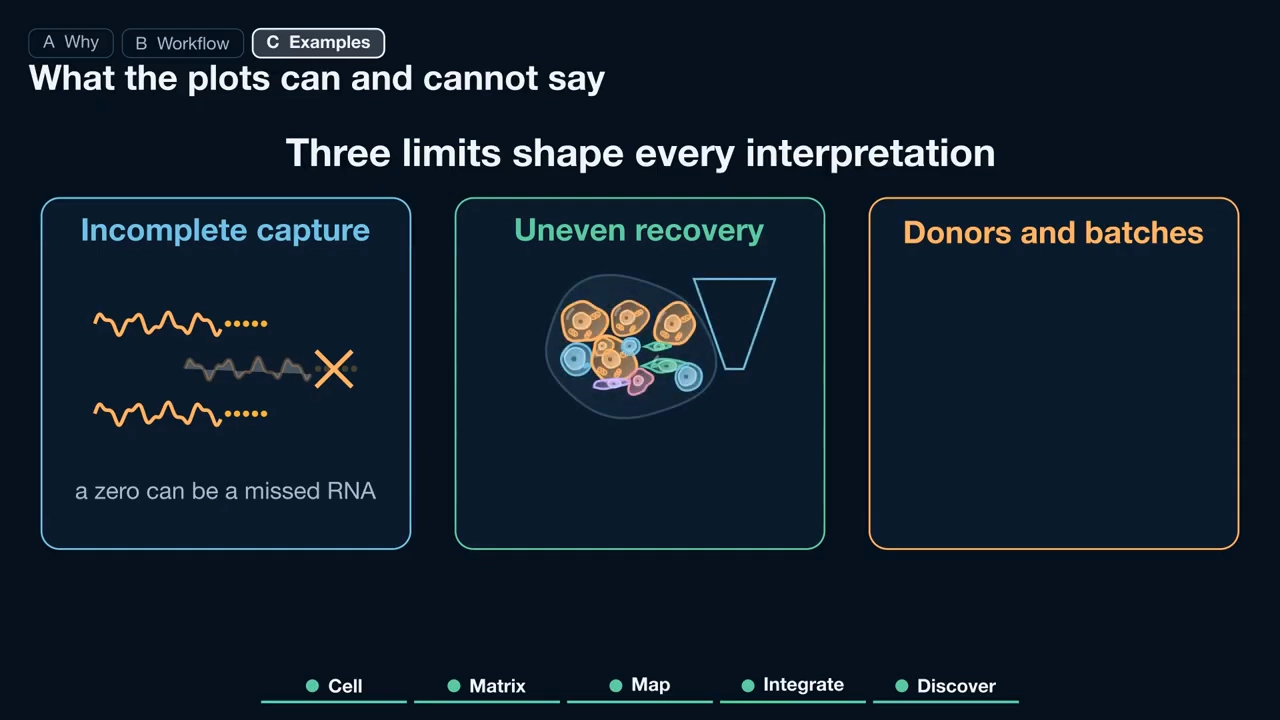 A Why
B Workflow
C Examples
What the plots can and cannot say
Three limits shape every interpretation
Incomplete capture
a zero can be a missed RNA
Uneven recovery
Donors and batches
Cell
Matrix
Map
Integrate
Discover